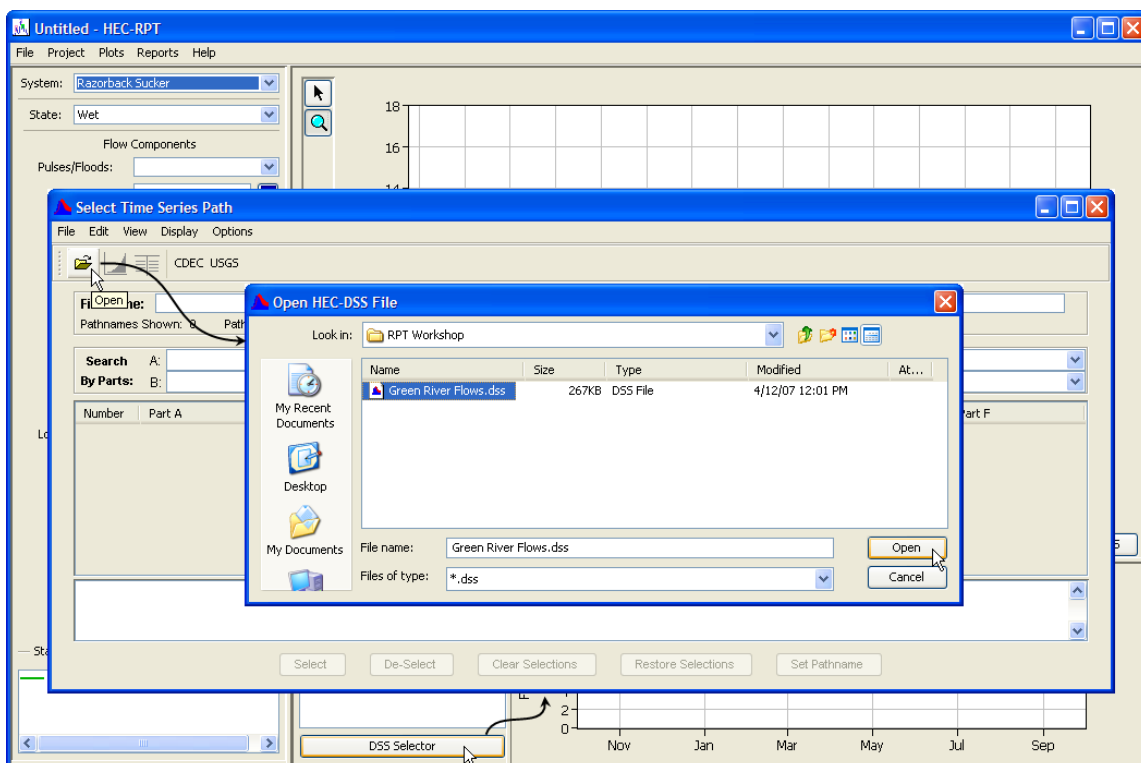 Untitled - HEC-RPT
File Project Plots Reports Help
System: Razorback Sucker
State: Wet
Flow Components
Pulses/Floods:
18
16
14
Select Time Series Path
File Edit View Display Options
CDEC USGS
Open
Pathnames Shown: 0
Search A:
By Parts: B:
Number Part A
Part F
Open HEC-DSS File
Look in: RPT Workshop
Name Size Type Modified At...
Green River Flows.dss 267KB DSS File 4/12/07 12:01 PM
My Recent
Documents
Desktop
My Documents
File name: Green River Flows.dss
Files of type: *.dss
Open
Cancel
Select De-Select Clear Selections Restore Selections Set Pathname
2
0
Nov Jan Mar May Jul Sep
DSS Selector